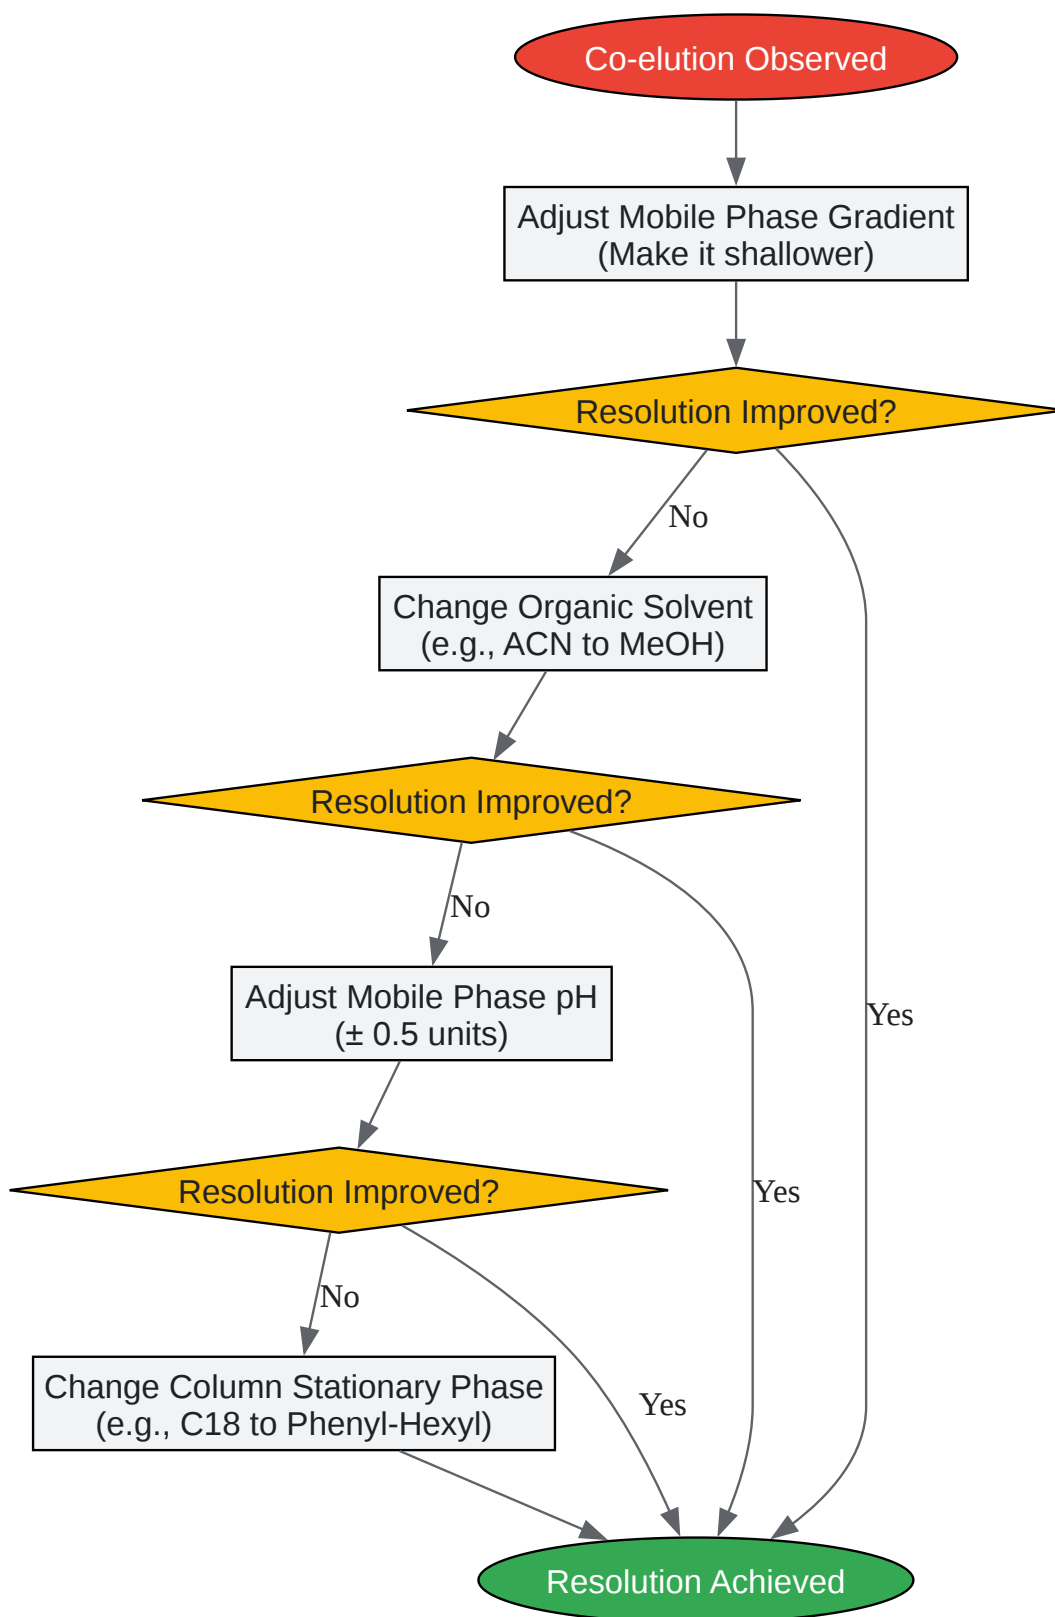 Co-elution Observed
Adjust Mobile Phase Gradient
(Make it shallower)
Resolution Improved?
No
Change Organic Solvent
(e.g., ACN to MeOH)
Resolution Improved?
No
Adjust Mobile Phase pH
(± 0.5 units)
Yes
Resolution Improved?
Yes
No
Change Column Stationary Phase
(e.g., C18 to Phenyl-Hexyl)
Yes
Resolution Achieved